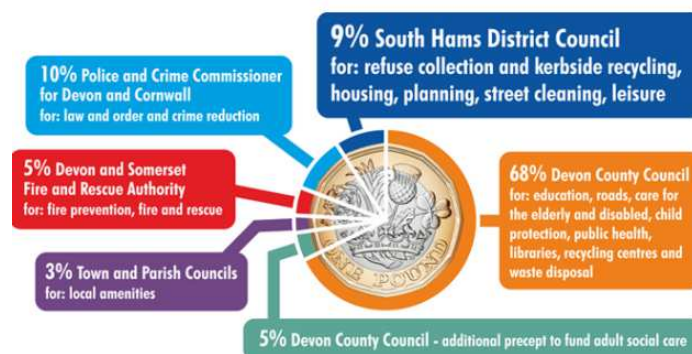 9% South Hams District Council
for: refuse collection and kerbside recycling,
housing, planning, street cleaning, leisure
10% Police and Crime Commissioner
for Devon and Cornwall
for: law and order and crime reduction
5% Devon and Somerset
Fire and Rescue Authority
for: fire prevention, fire and rescue
3% Town and Parish Councils
for: local amenities
68% Devon County Council
for: education, roads, care for
the elderly and disabled, child
protection, public health,
libraries, recycling centres and
waste disposal
5% Devon County Council - additional precept to fund adult social care
ONE POUND